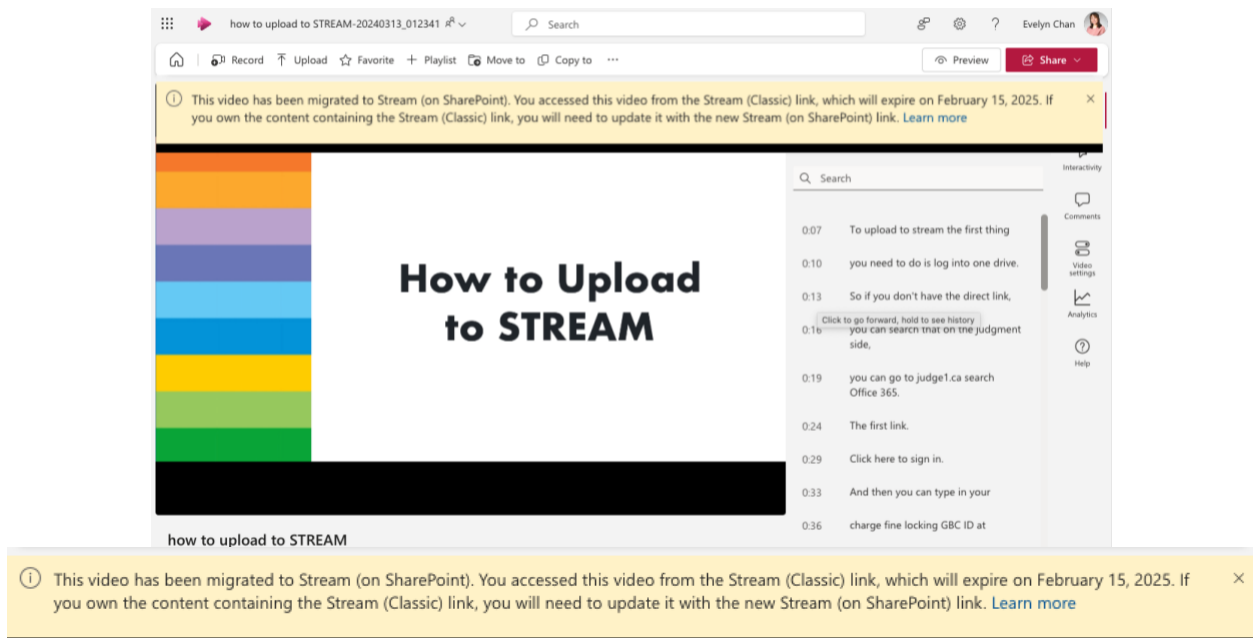 how to upload to STREAM-20240313_012341
Search
Evelyn Chan
Record Upload Favorite Playlist Move to Copy to ...
Preview
Share
This video has been migrated to Stream (on SharePoint). You accessed this video from the Stream (Classic) link, which will expire on February 15, 2025. If
you own the content containing the Stream (Classic) link, you will need to update it with the new Stream (on SharePoint) link. Learn more
How to Upload
to STREAM
Search
0:07 To upload to stream the first thing
0:10 you need to do is log into one drive.
0:13 So if you don't have the direct link,
Click to go forward, hold to see history
0:16 you can search that on the judgment
side,
0:19 you can go to judge1.ca search
Office 365.
0:24 The first link.
0:29 Click here to sign in.
0:33 And then you can type in your
0:36 charge fine locking GBC ID at
Interactivity
Comments
Video
settings
Analytics
Help
how to upload to STREAM
This video has been migrated to Stream (on SharePoint). You accessed this video from the Stream (Classic) link, which will expire on February 15, 2025. If
you own the content containing the Stream (Classic) link, you will need to update it with the new Stream (on SharePoint) link. Learn more